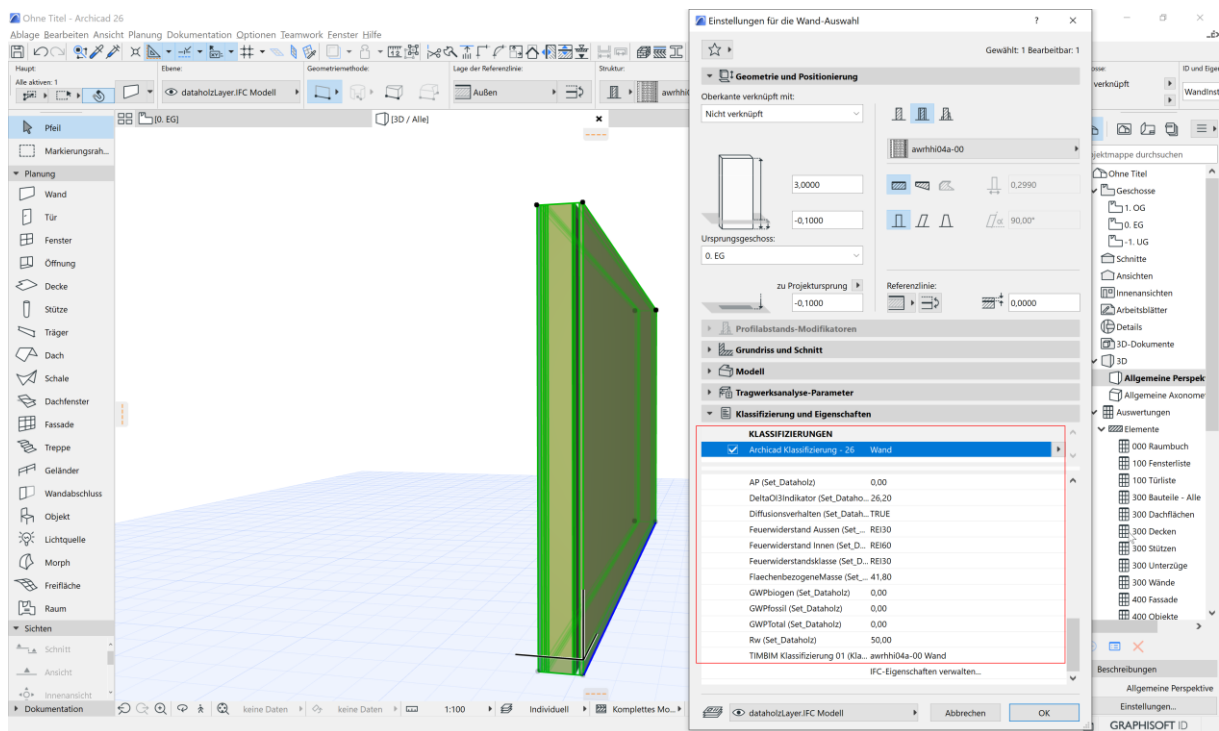 Ohne Titel - Archicad 26
Ablage Bearbeiten Ansicht Planung Dokumentation Optionen Teamwork Fenster Hilfe
Haupt:
Alle aktiven: 1
Ebene:
dataholzLayer.IFC Modell
Geometriemethode:
Lage der Referenzlinie:
Außen
Struktur:
awrhhi
[0. EG]
[3D / Alle]
Pfeil
Markierungsrah...
Planung
Wand
Tür
Fenster
Öffnung
Decke
Stütze
Träger
Dach
Schale
Dachfenster
Fassade
Treppe
Geländer
Wandabschluss
Objekt
Lichtquelle
Morph
Freifläche
Raum
Sichten
Schnitt
Ansicht
Innenansicht
Dokumentation
keine Daten
keine Daten
1:100
Individuell
Komplettes Mo...
Einstellungen für die Wand-Auswahl
?
Gewählt: 1 Bearbeitbar: 1
Geometrie und Positionierung
Oberkante verknüpft mit:
Nicht verknüpft
awrhhi04a-00
3,0000
0,2990
-0,1000
α 90,00°
Ursprungsgeschoss:
0. EG
zu Projektursprung
-0,1000
Referenzlinie:
0,0000
Profilabstands-Modifikatoren
Grundriss und Schnitt
Modell
Tragwerksanalyse-Parameter
Klassifizierung und Eigenschaften
KLASSIFIZIERUNGEN
Archicad Klassifizierung - 26 Wand
AP (Set_Dataholz) 0,00
DeltaOI3Indikator (Set_Dataho... 26,20
Diffusionsverhalten (Set_Datah... TRUE
Feuerwiderstand Aussen (Set_... REI30
Feuerwiderstand Innen (Set_D... REI60
Feuerwiderstandsklasse (Set_D... REI30
FlaechenbezogeneMasse (Set_... 41,80
GWPbiogen (Set_Dataholz) 0,00
GWPfossil (Set_Dataholz) 0,00
GWPTotal (Set_Dataholz) 0,00
Rw (Set_Dataholz) 50,00
TIMBIM Klassifizierung 01 (Kla... awrhhi04a-00 Wand
IFC-Eigenschaften verwalten...
dataholzLayer.IFC Modell
Abbrechen
OK
osse:
ID und Eiger
verknüpft
WandInst
ojektmappe durchsuchen
Ohne Titel
Geschosse
1. OG
0. EG
-1. UG
Schnitte
Ansichten
Innenansichten
Arbeitsblätter
Details
3D-Dokumente
3D
Allgemeine Perspek
Allgemeine Axonome
Auswertungen
Elemente
000 Raumbuch
100 Fensterliste
100 Türliste
300 Bauteile - Alle
300 Dachflächen
300 Decken
300 Stützen
300 Unterzüge
300 Wände
400 Fassade
400 Objekte
Beschreibungen
Allgemeine Perspektive
Einstellungen...
GRAPHISOFT ID